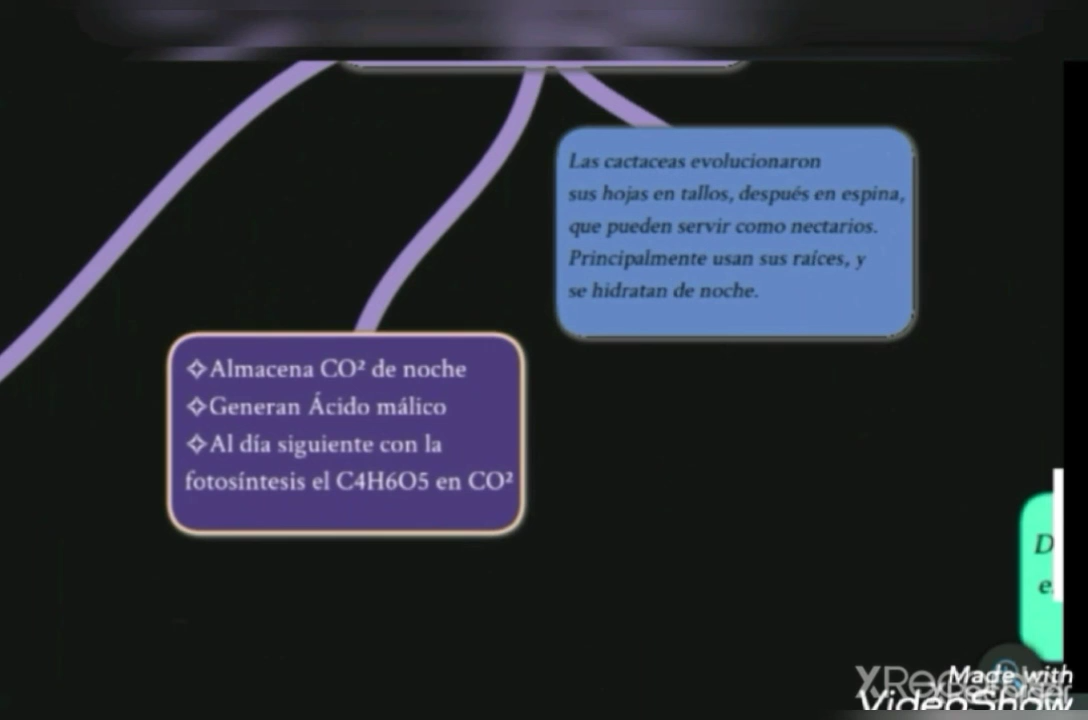 Las cactaceas evolucionaron
sus hojas en tallos, después en espina,
que pueden servir como nectarios.
Principalmente usan sus raíces, y
se hidratan de noche.
✧Almacena CO² de noche
✧Generan Ácido málico
✧Al día siguiente con la
fotosíntesis el C4H6O5 en CO²
D
e
Made with
VideoShow